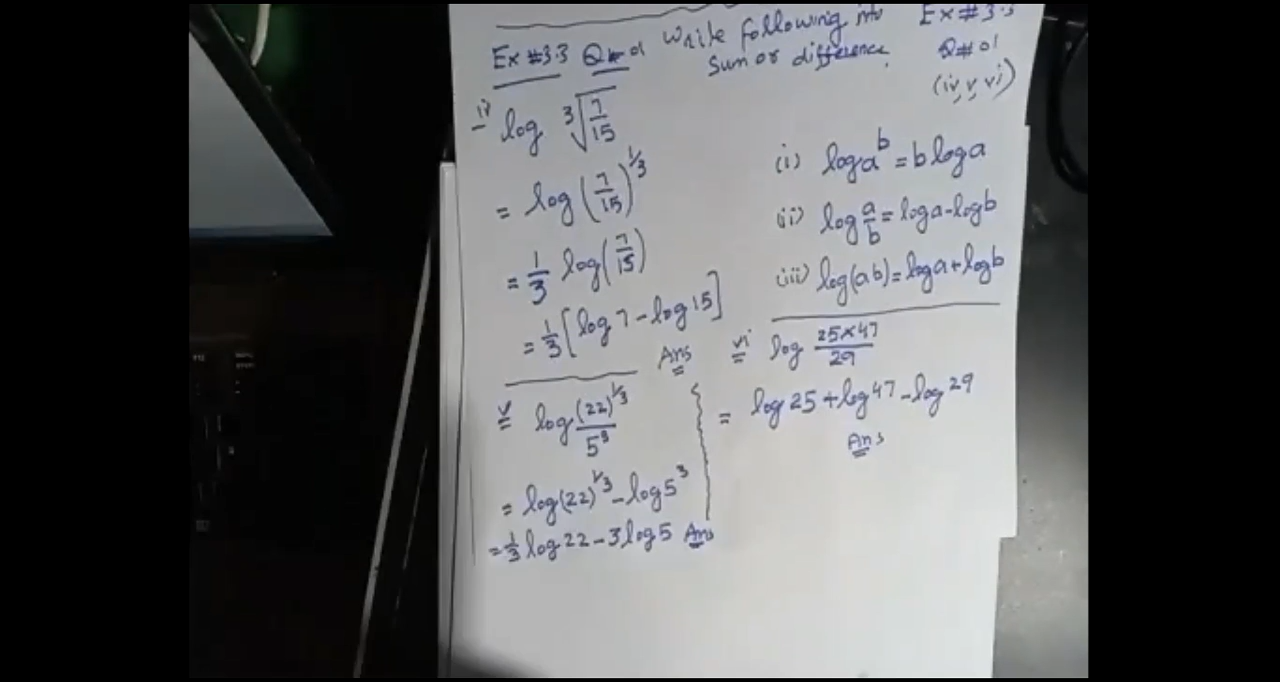 Ex #3.3 Q#01 Write following into
Sum or difference.
Ex#3.3
Q#01
(iv, v, vi)
iv log ∛(7/15)
= log (7/15)^1/3
= 1/3 log (7/15)
= 1/3 [log 7 - log 15]
Ans
v log (22)^1/3 / 5^3
= log (22)^1/3 - log 5^3
= 1/3 log 22 - 3 log 5 Ans
(i) log a^b = b log a
(ii) log a/b = log a - log b
(iii) log (ab) = log a + log b
vi log 25×47/29
= log 25 + log 47 - log 29
Ans